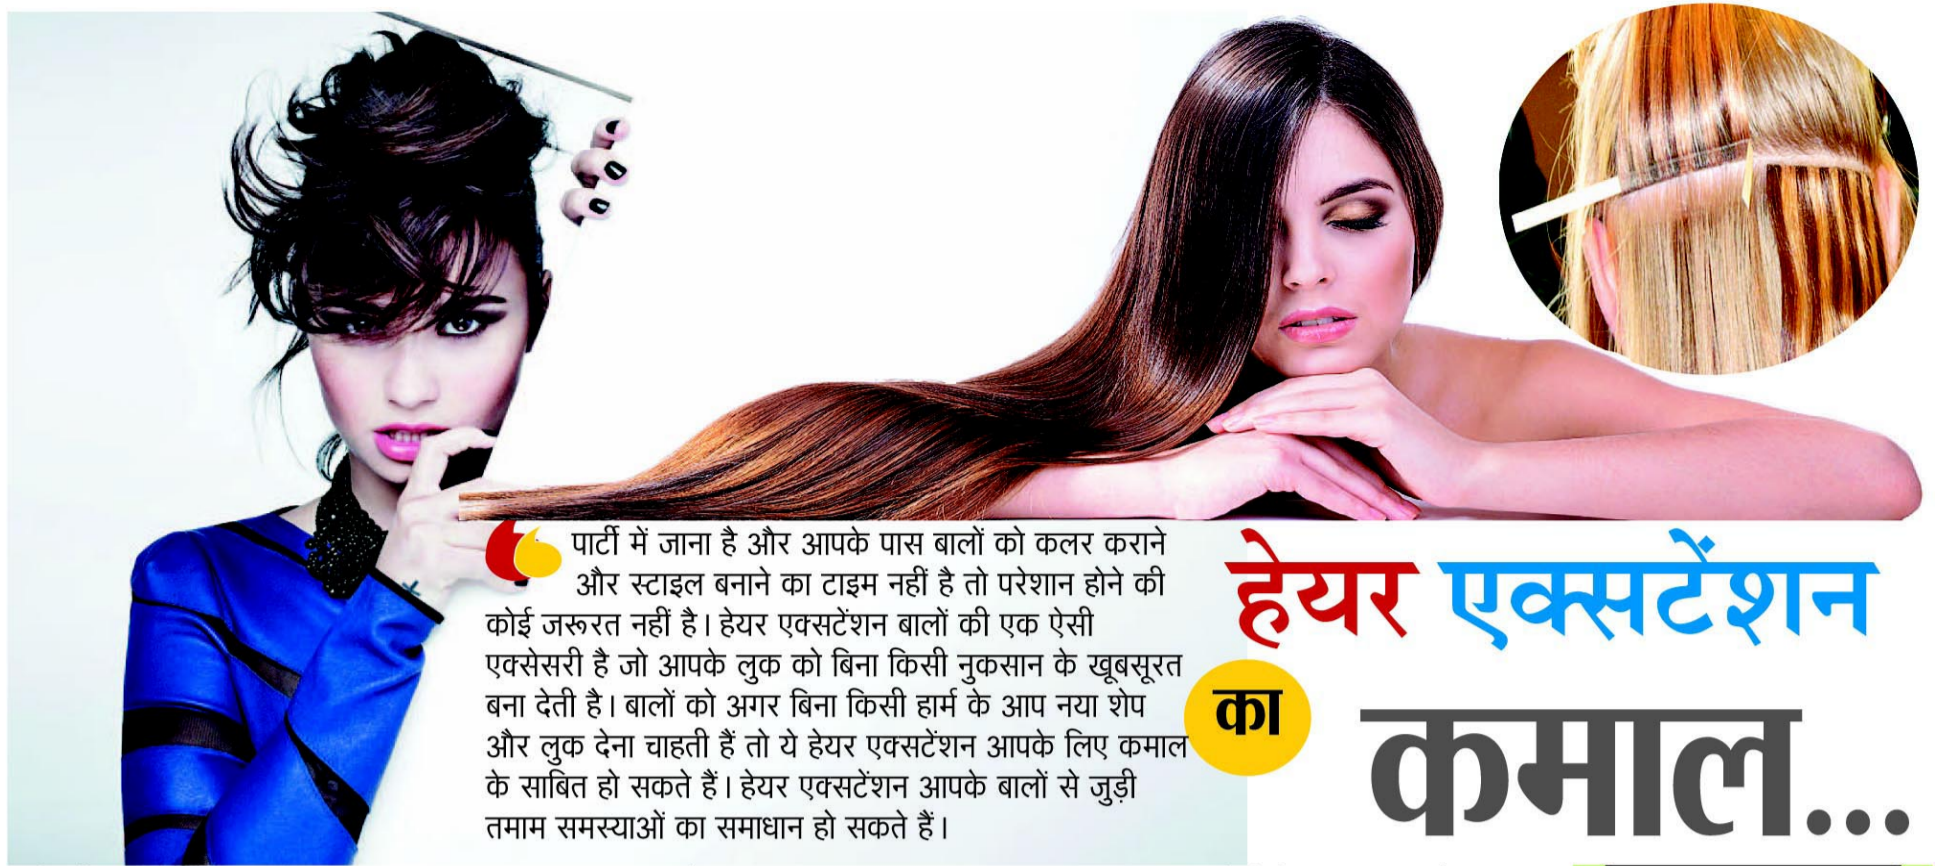 पार्टी में जाना है और आपके पास बालों को कलर कराने
और स्टाइल बनाने का टाइम नहीं है तो परेशान होने की
कोई जरूरत नहीं है। हेयर एक्सटेंशन बालों की एक ऐसी
एक्सेसरी है जो आपके लुक को बिना किसी नुकसान के खूबसूरत
बना देती है। बालों को अगर बिना किसी हार्म के आप नया शेप
और लुक देना चाहती हैं तो ये हेयर एक्सटेंशन आपके लिए कमाल
के साबित हो सकते हैं। हेयर एक्सटेंशन आपके बालों से जुड़ी
तमाम समस्याओं का समाधान हो सकते हैं।
हेयर एक्सटेंशन
का
कमाल...